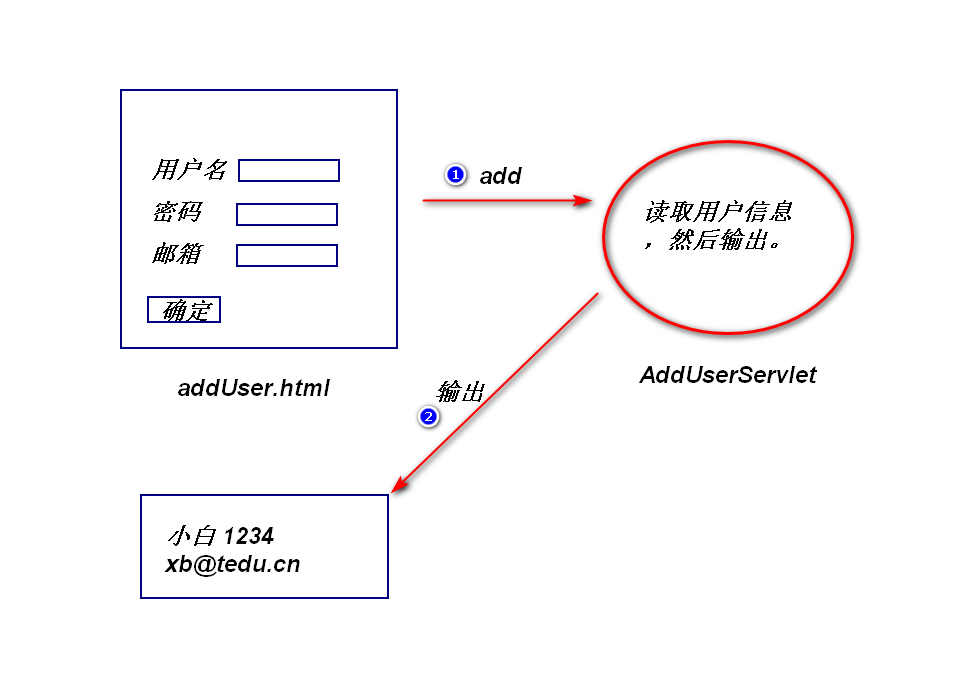 用户名
密码
邮箱
确定
addUser.html
1 add
读取用户信息
，然后输出。
AddUserServlet
输出
2
小白 1234
xb@tedu.cn